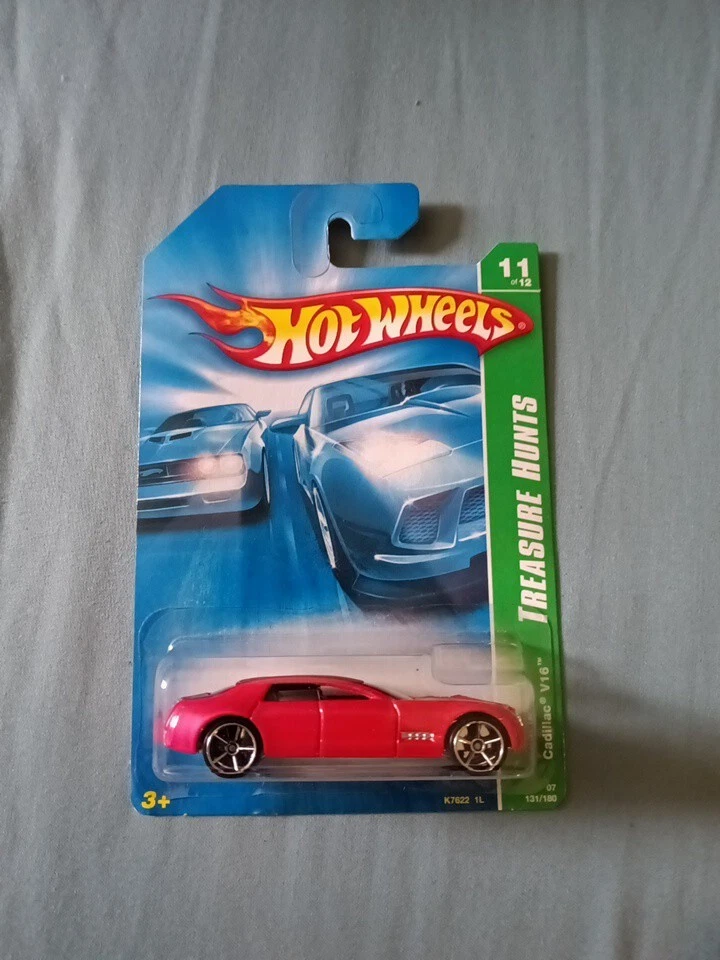 11
of 12
HOT WHEELS®
TREASURE HUNTS
Cadillac® V16™
3+
K7622 1L
07
131/180